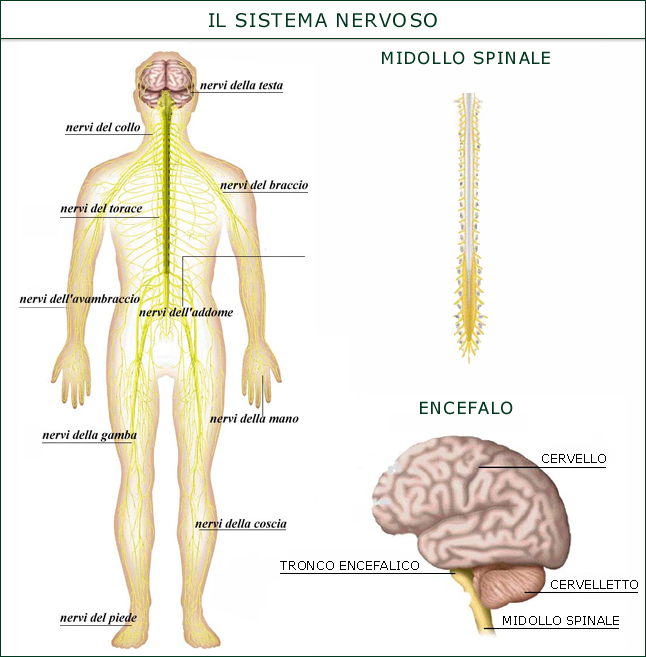 IL SISTEMA NERVOSO
MIDOLLO SPINALE
nervi della testa
nervi del collo
nervi del braccio
nervi del torace
nervi dell'avambraccio
nervi dell'addome
nervi della mano
nervi della gamba
nervi della coscia
nervi del piede
ENCEFALO
CERVELLO
TRONCO ENCEFALICO
CERVELLETTO
MIDOLLO SPINALE